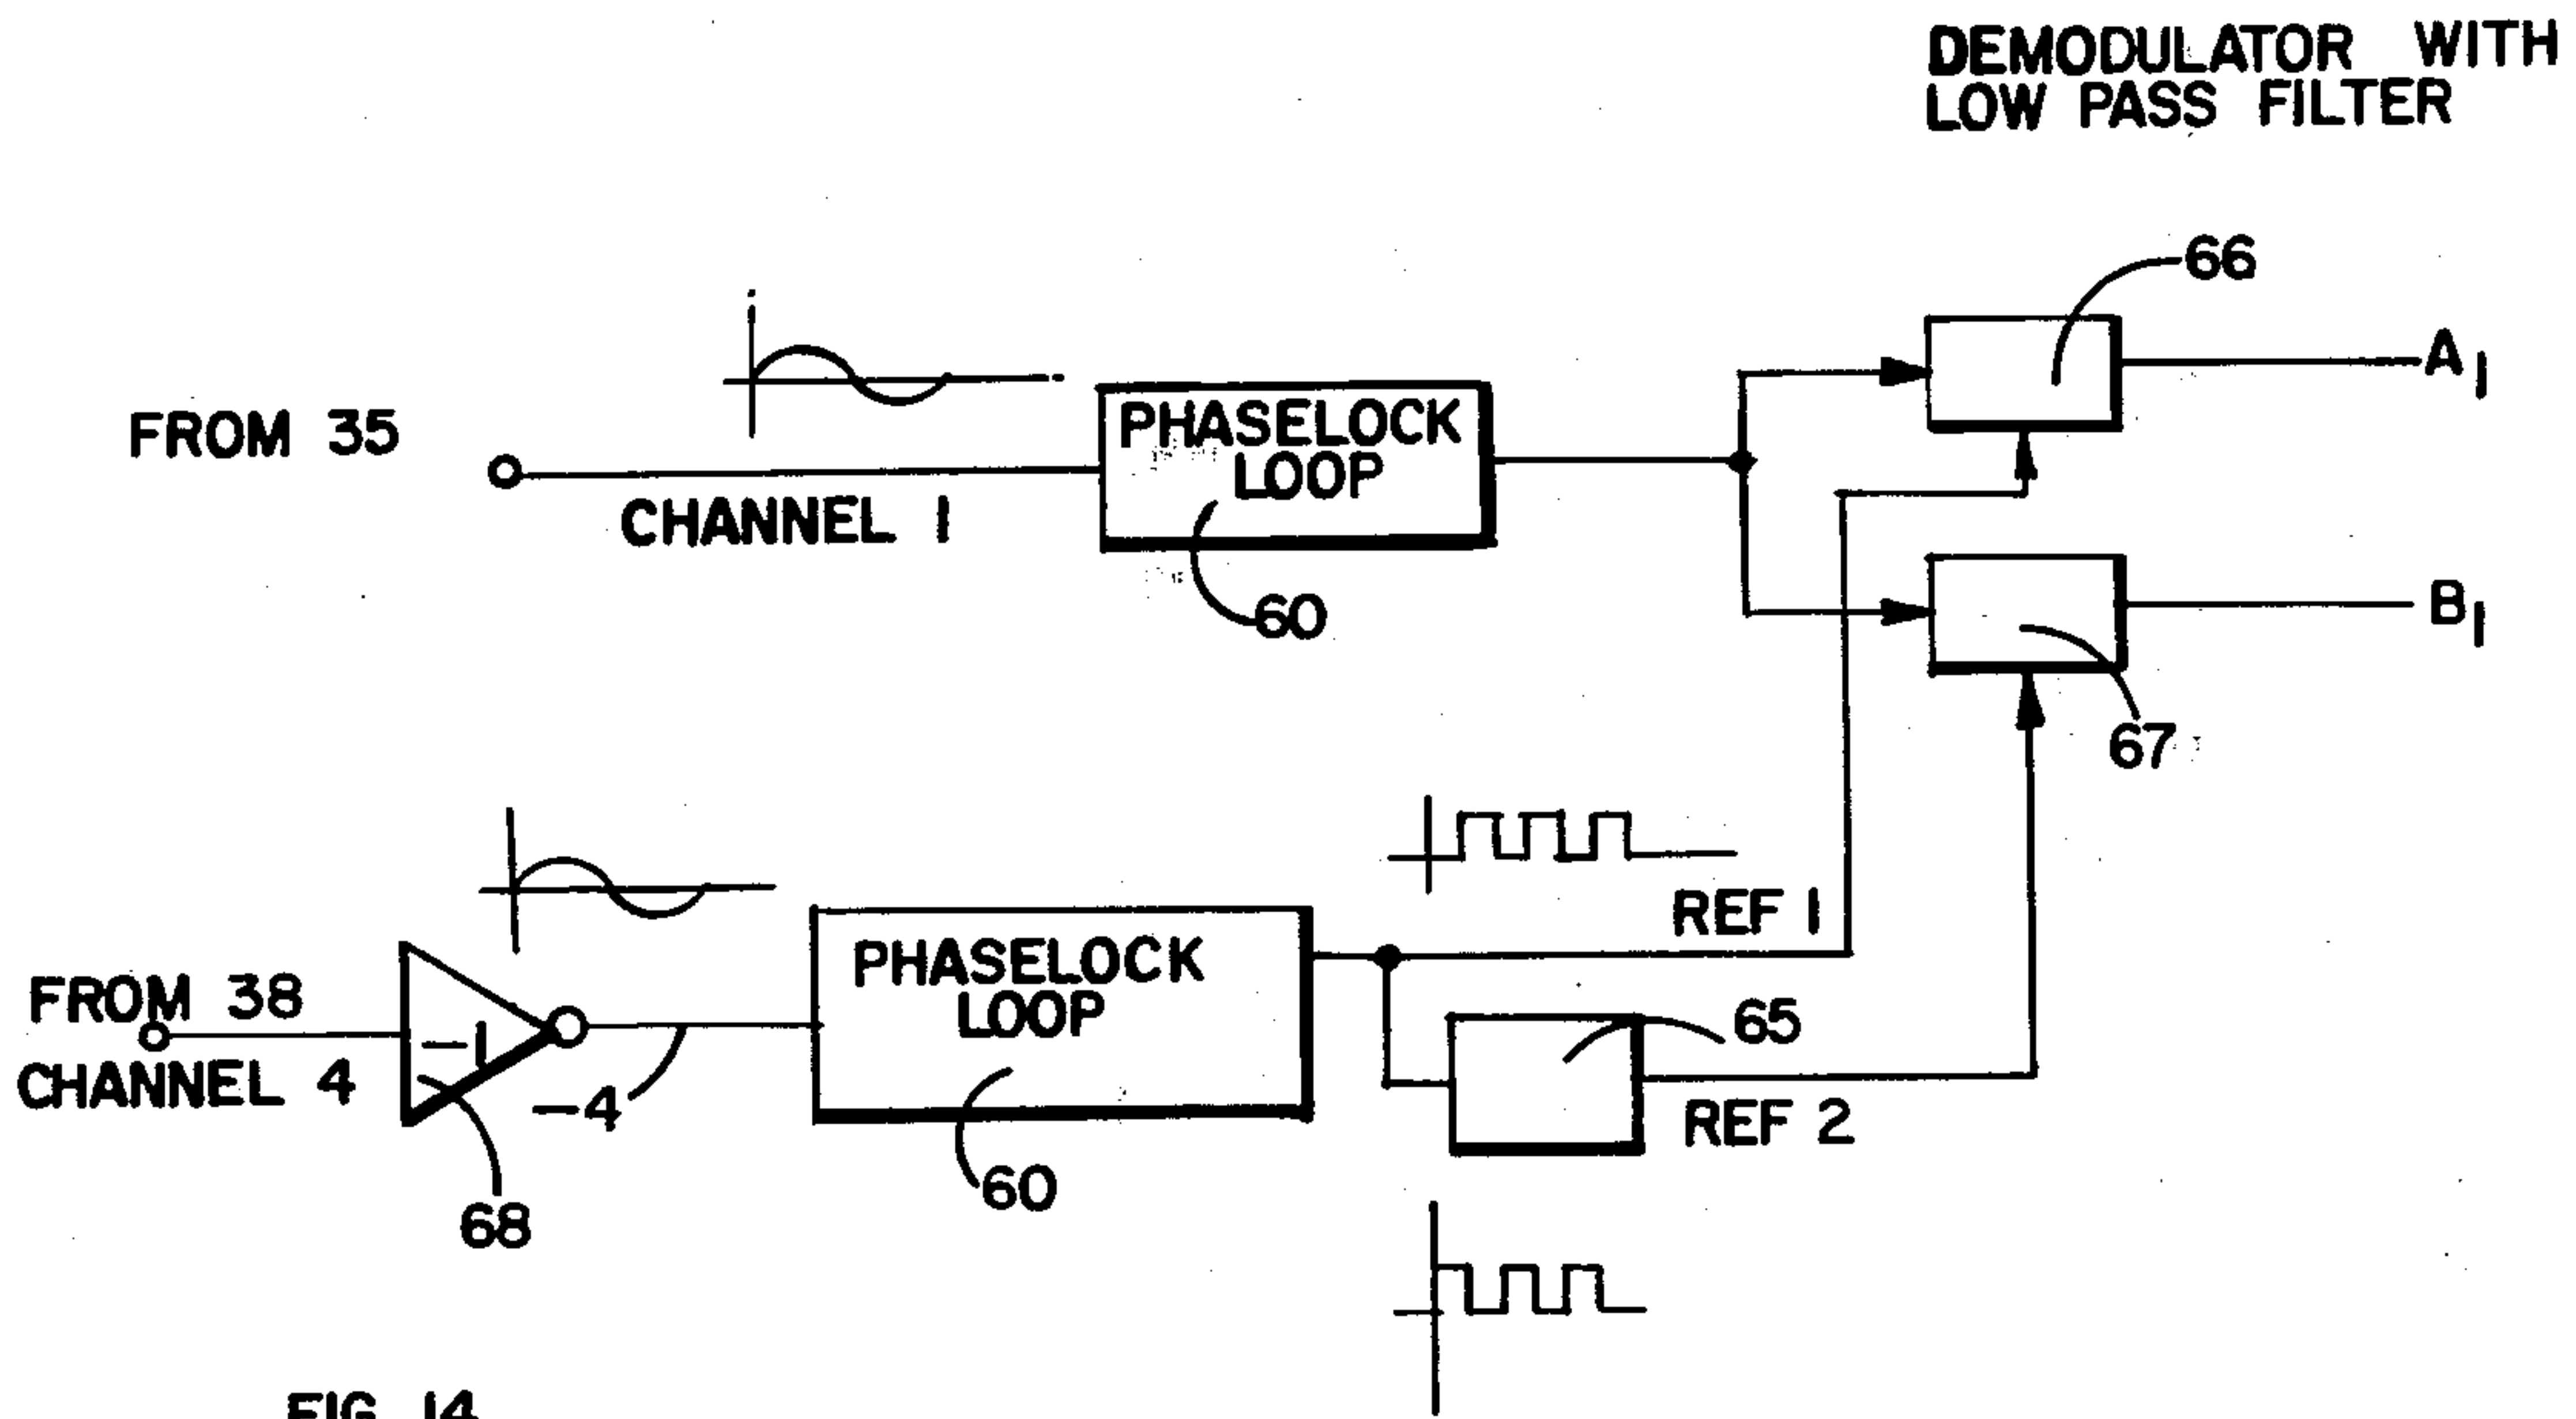 DEMODULATOR WITH
LOW PASS FILTER
66
A1
FROM 35
PHASELOCK
LOOP
CHANNEL 1
60
B1
67
REF 1
FROM 38
CHANNEL 4
-1
-4
68
PHASELOCK
LOOP
60
65
REF 2
FIG. 14